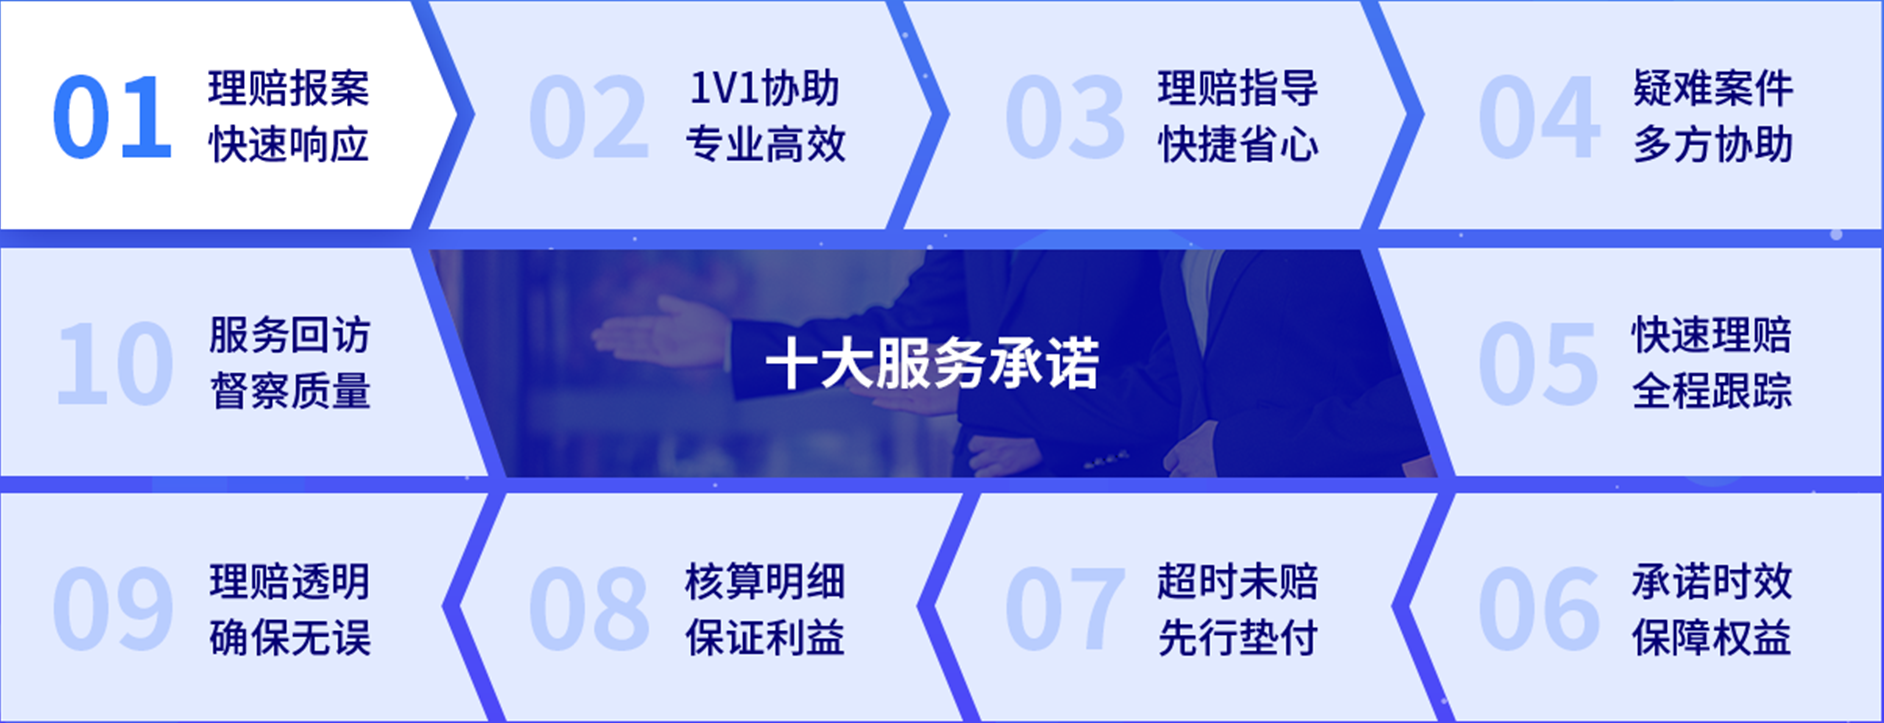 01
理赔报案
快速响应
02
1V1协助
专业高效
03
理赔指导
快捷省心
04
疑难案件
多方协助
10
服务回访
督察质量
十大服务承诺
05
快速理赔
全程跟踪
09
理赔透明
确保无误
08
核算明细
保证利益
07
超时未赔
先行垫付
06
承诺时效
保障权益